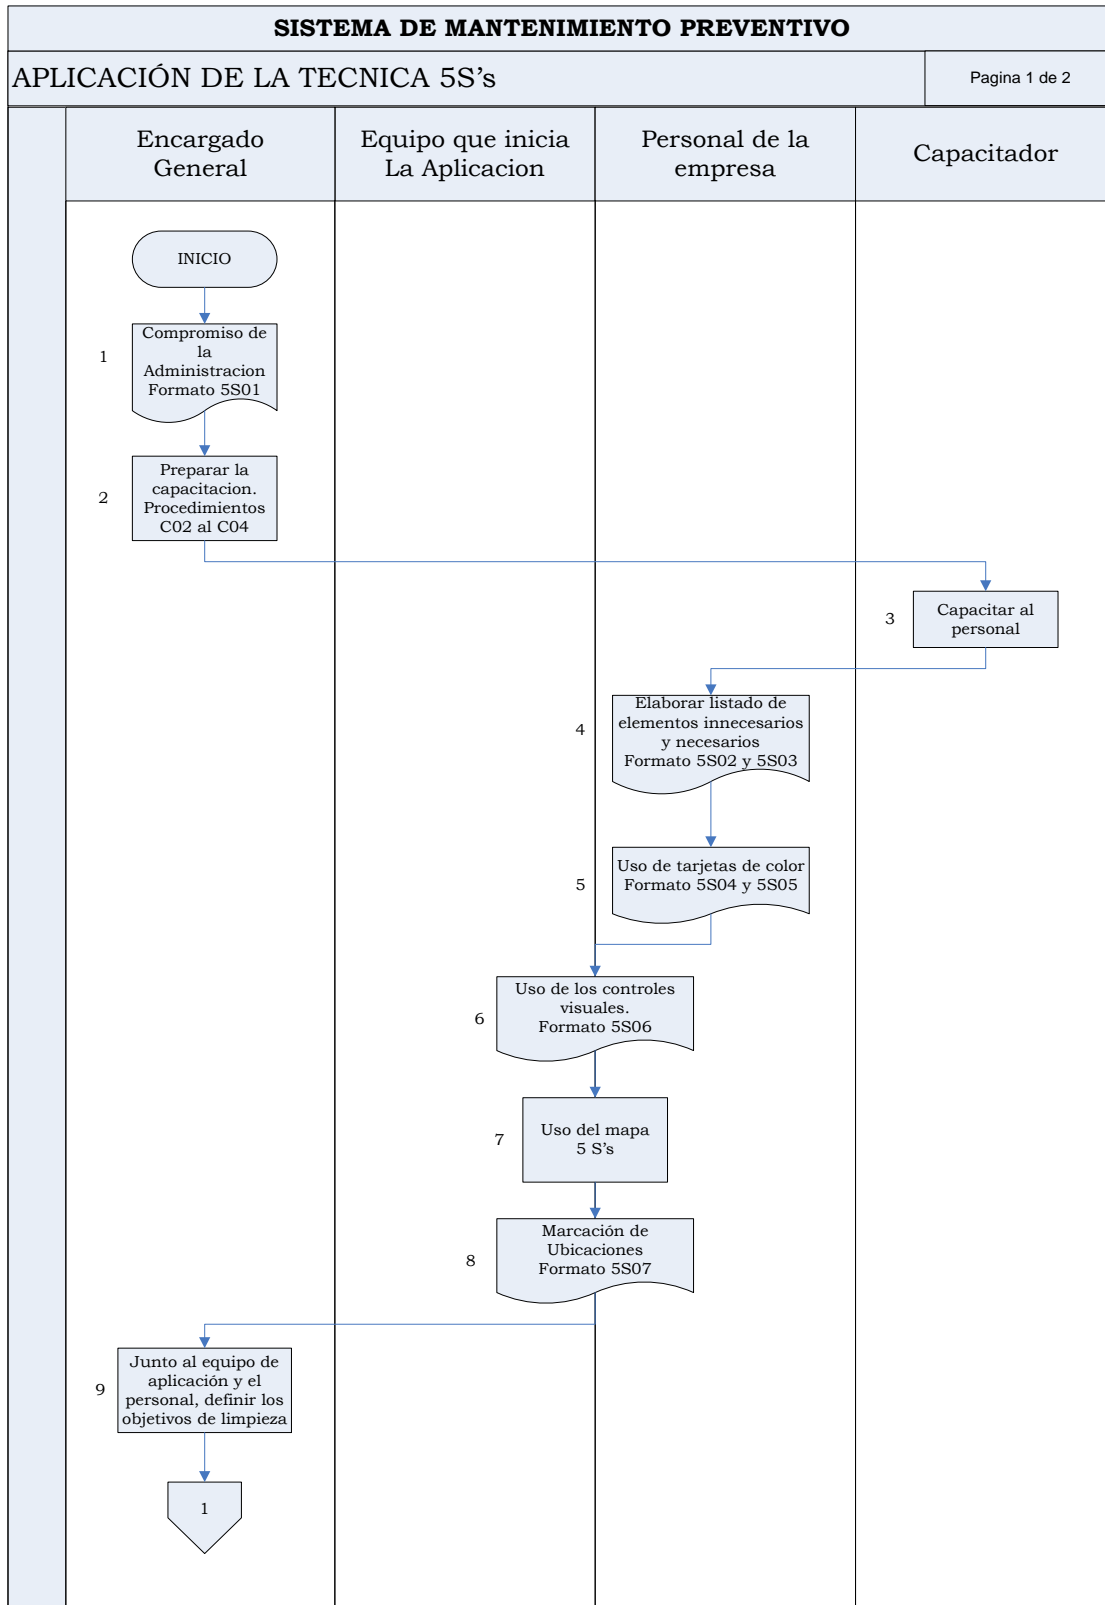 SISTEMA DE MANTENIMIENTO PREVENTIVO
APLICACIÓN DE LA TECNICA 5S's
Pagina 1 de 2
Encargado
General
Equipo que inicia
La Aplicacion
Personal de la
empresa
Capacitador
INICIO
1
Compromiso de
la
Administracion
Formato 5S01
2
Preparar la
capacitacion.
Procedimientos
C02 al C04
3
Capacitar al
personal
4
Elaborar listado de
elementos innecesarios
y necesarios
Formato 5S02 y 5S03
5
Uso de tarjetas de color
Formato 5S04 y 5S05
6
Uso de los controles
visuales.
Formato 5S06
7
Uso del mapa
5 S’s
8
Marcación de
Ubicaciones
Formato 5S07
9
Junto al equipo de
aplicación y el
personal, definir los
objetivos de limpieza
1